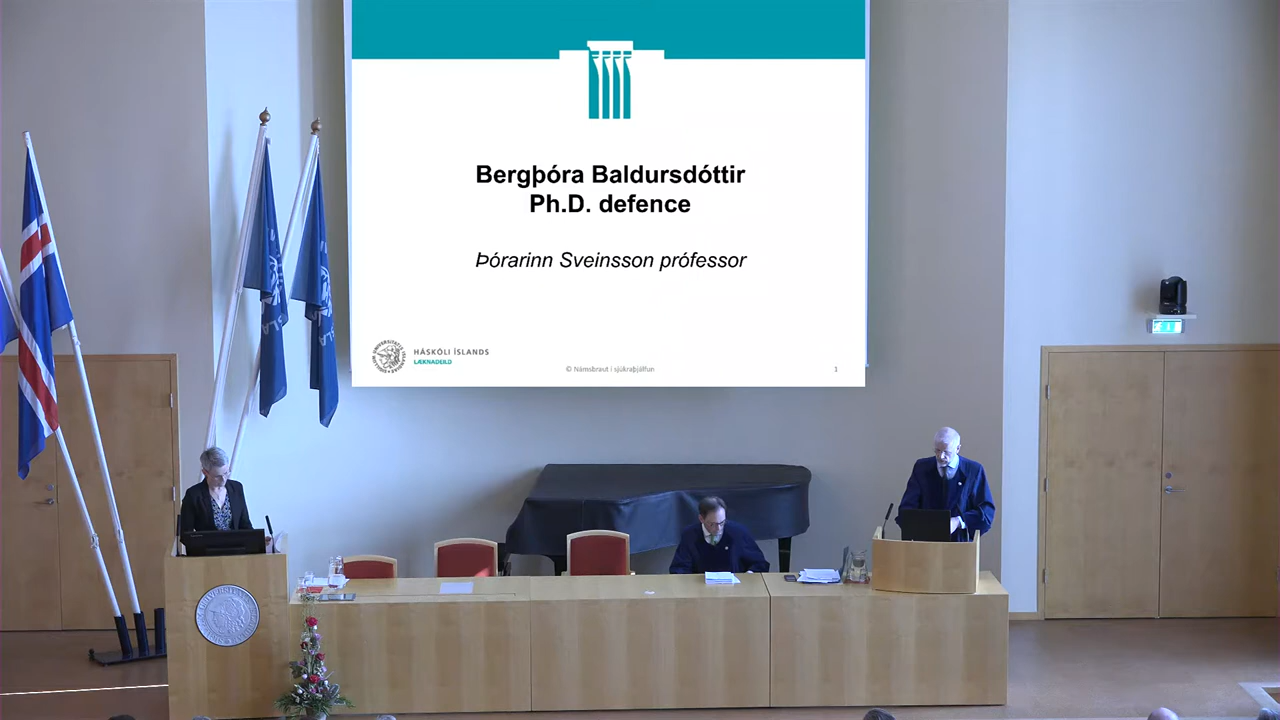 Bergþóra Baldursdóttir
Ph.D. defence
Þórarinn Sveinsson prófessor
HÁSKÓLI ÍSLANDS
LÆKNADEILD
© Námsbraut í sjúkraþjálfun
1